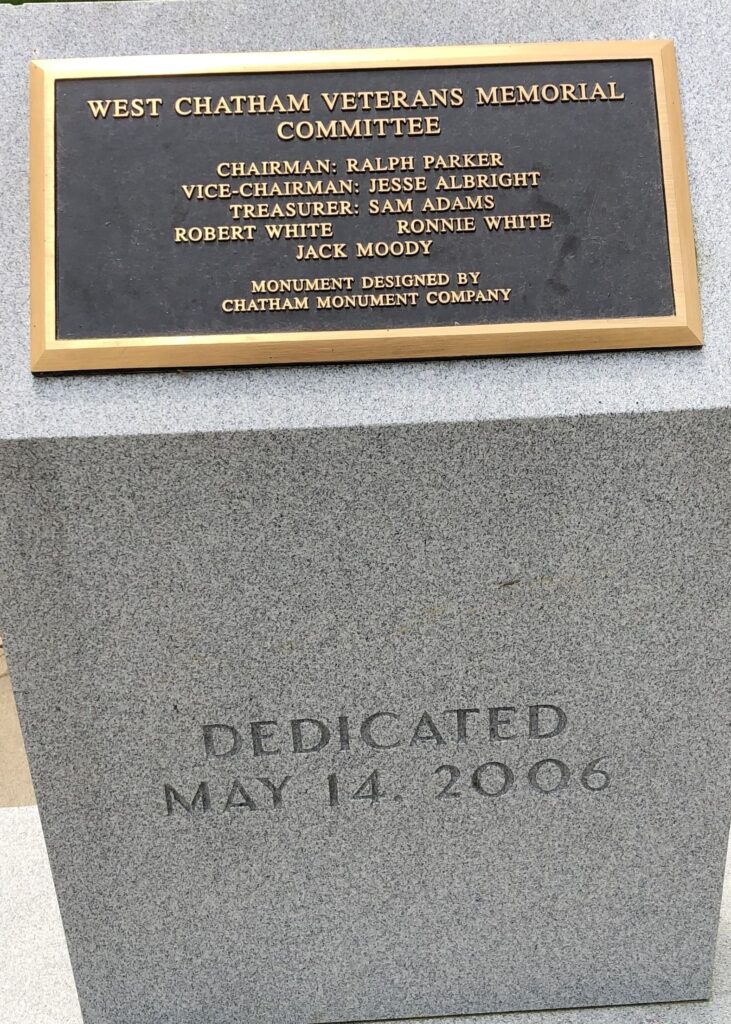 WEST CHATHAM VETERANS MEMORIAL
COMMITTEE
CHAIRMAN: RALPH PARKER
VICE-CHAIRMAN: JESSE ALBRIGHT
TREASURER: SAM ADAMS
ROBERT WHITE RONNIE WHITE
JACK MOODY
MONUMENT DESIGNED BY
CHATHAM MONUMENT COMPANY
DEDICATED
MAY 14, 2006